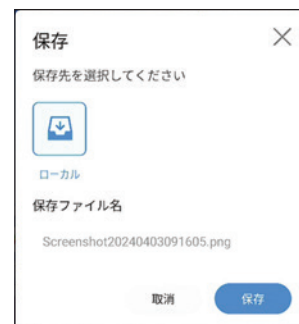 保存
保存先を選択してください
ローカル
保存ファイル名
Screenshot20240403091605.png
取消
保存